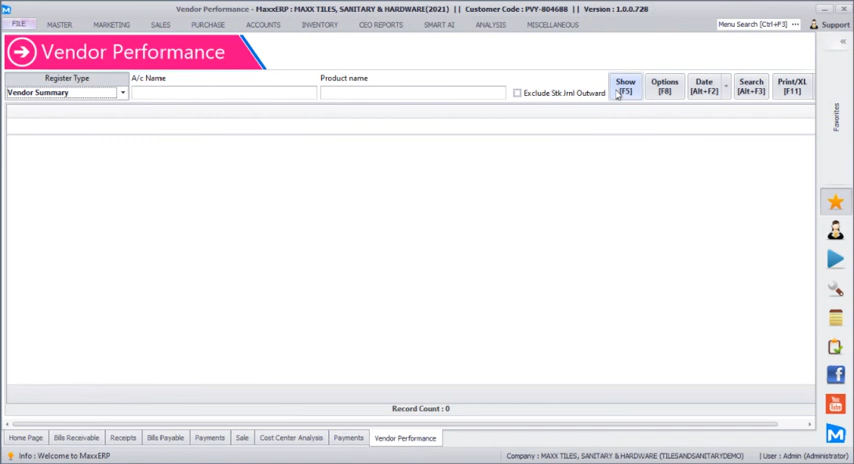 Vendor Performance - MaxxERP : MAXX TILES, SANITARY & HARDWARE(2021) || Customer Code : PVY-804688 || Version : 1.0.0.728
FILE MASTER MARKETING SALES PURCHASE ACCOUNTS INVENTORY CEO REPORTS SMART AI ANALYSIS MISCELLANEOUS Menu Search [Ctrl+F3] ··· Support
Vendor Performance
Register Type A/c Name Product name
Vendor Summary Exclude Stk Jrnl Outward
Show [F5]
Options [F8]
Date [Alt+F2]
Search [Alt+F3]
Print/XL [F11]
Favorites
Record Count : 0
Home Page Bills Receivable Receipts Bills Payable Payments Sale Cost Center Analysis Payments Vendor Performance
Info : Welcome to MaxxERP Company : MAXX TILES, SANITARY & HARDWARE (TILESANDSANITARYDEMO) User : Admin (Administrator)
You Tube